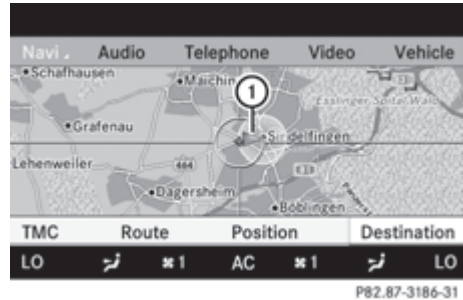 Navi Audio Telephone Video Vehicle
Schafhausen
Maichin
1
Esslinger Spital Wald
Grafenau
Sindelfingen
Lehenweiler
464
Dagersheim
Böblingen
TMC Route Position Destination
LO 1 AC 1 LO
P82.87-3186-31